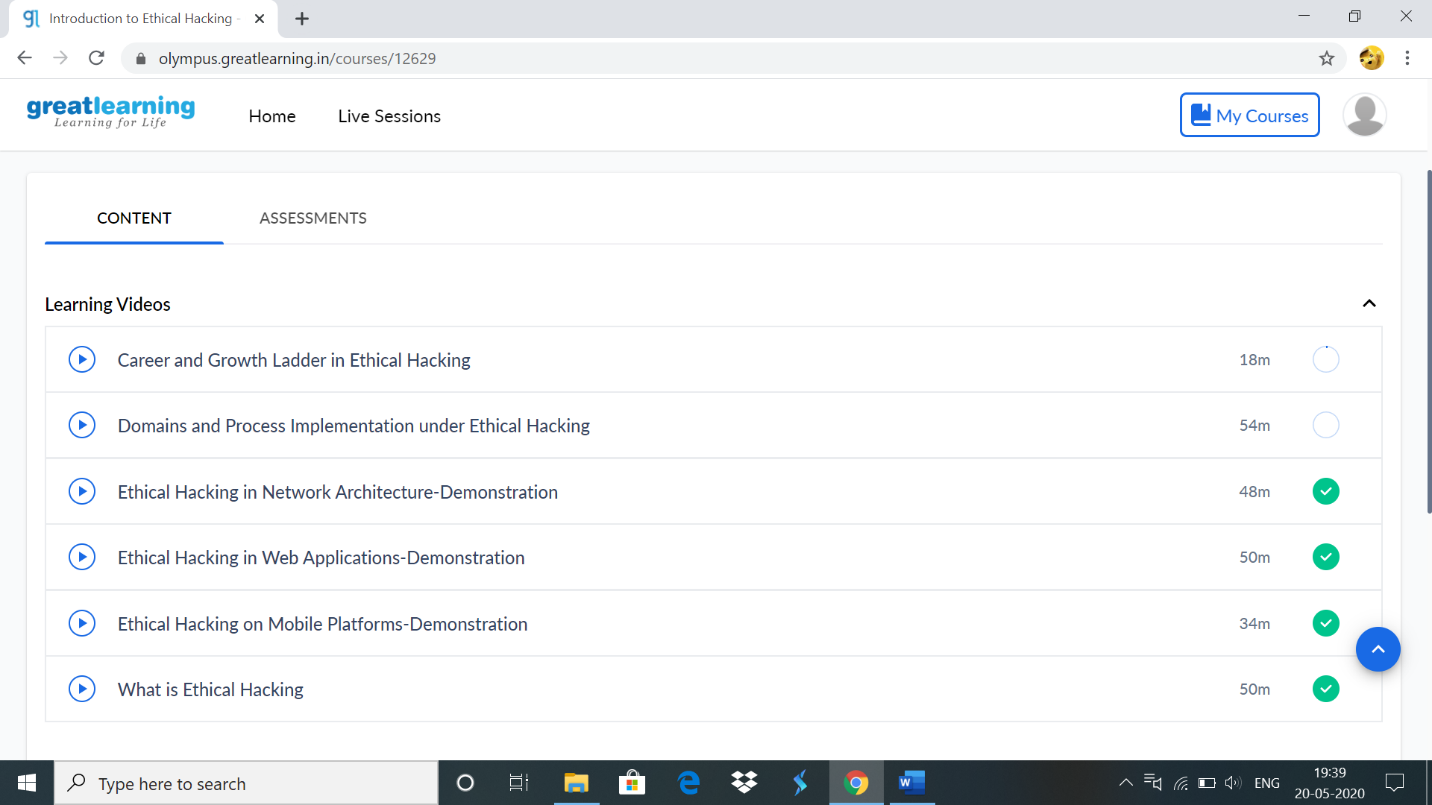 gl Introduction to Ethical Hacking -
olympus.greatlearning.in/courses/12629
greatlearning
Learning for Life
Home
Live Sessions
My Courses
CONTENT
ASSESSMENTS
Learning Videos
Career and Growth Ladder in Ethical Hacking 18m
Domains and Process Implementation under Ethical Hacking 54m
Ethical Hacking in Network Architecture-Demonstration 48m
Ethical Hacking in Web Applications-Demonstration 50m
Ethical Hacking on Mobile Platforms-Demonstration 34m
What is Ethical Hacking 50m
Type here to search
W
ENG
19:39
20-05-2020